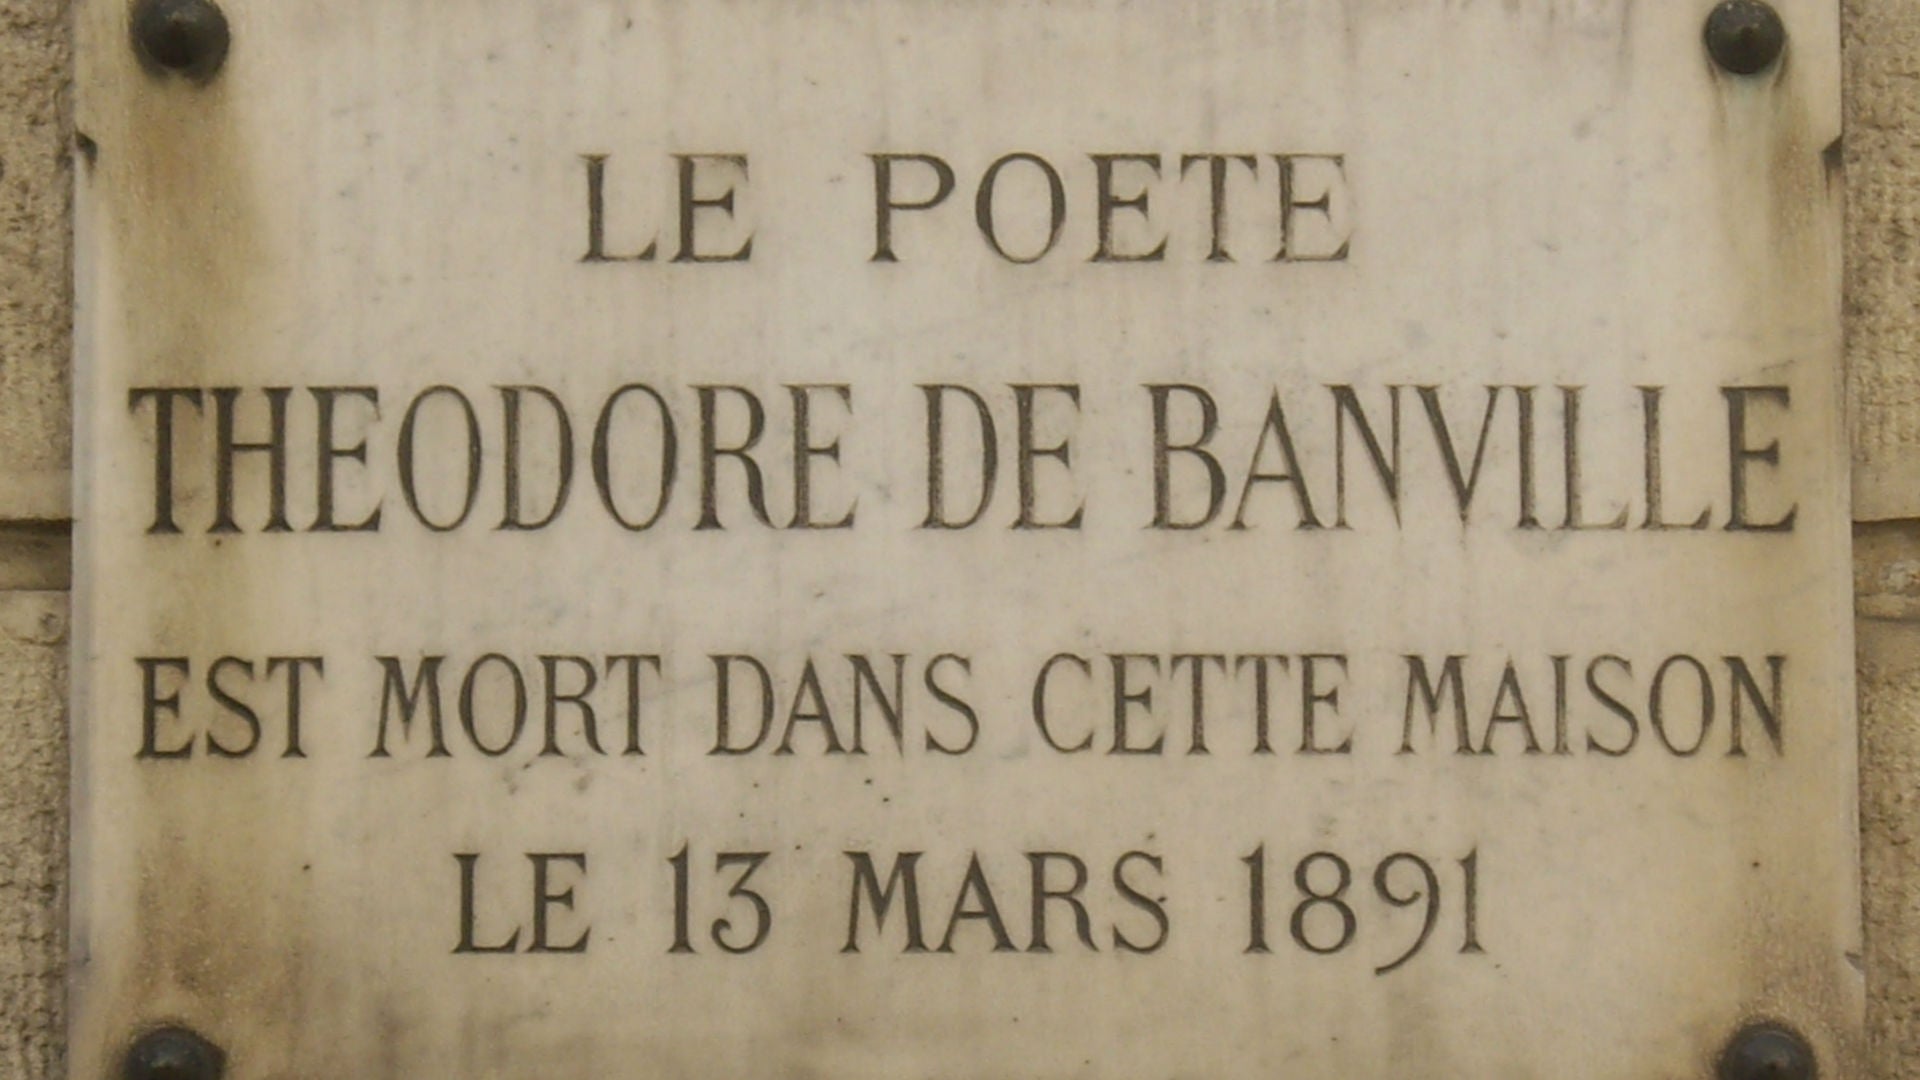 LE POETE
THEODORE DE BANVILLE
EST MORT DANS CETTE MAISON
LE 13 MARS 1891